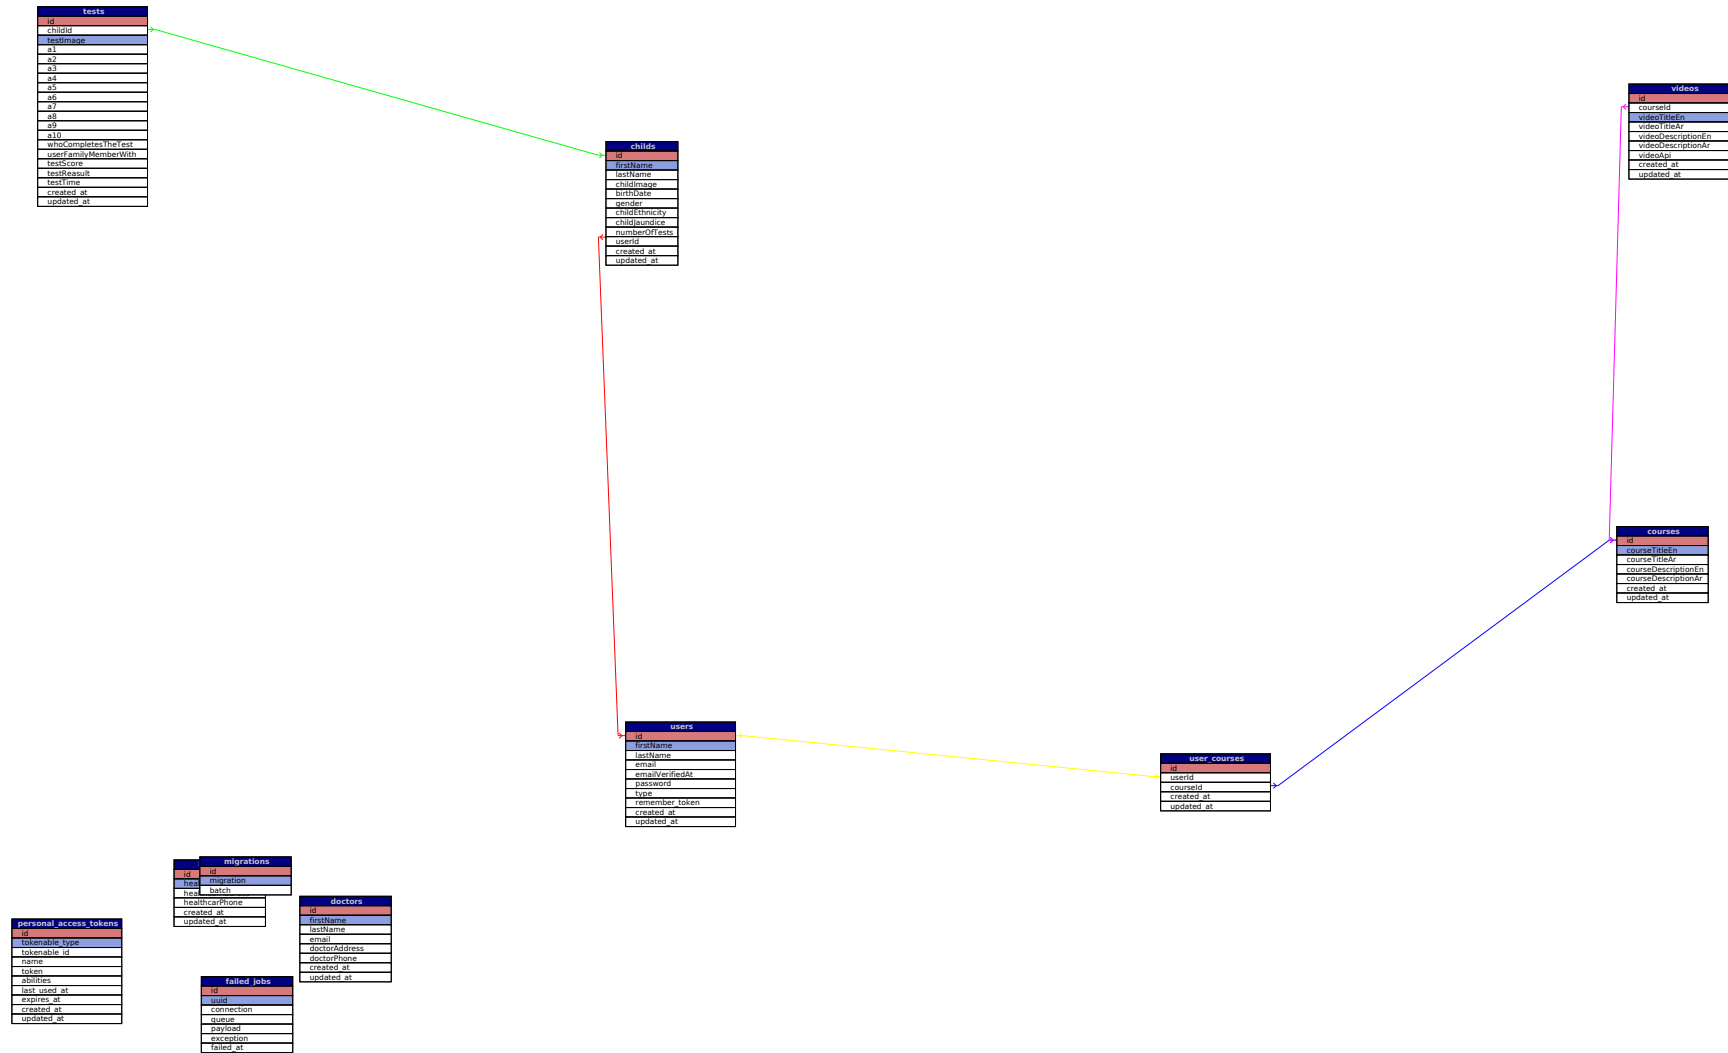 tests
id
childId
testImage
a1
a2
a3
a4
a5
a6
a7
a8
a9
a10
whoCompletesTheTest
userFamilyMemberWith
testScore
testReasult
testTime
created_at
updated_at
childs
id
firstName
lastName
childImage
birthDate
gender
childEthnicity
childJaundice
numberOfTests
userId
created_at
updated_at
videos
id
courseId
videoTitleEn
videoTitleAr
videoDescriptionEn
videoDescriptionAr
videoApi
created_at
updated_at
courses
id
courseTitleEn
courseTitleAr
courseDescriptionEn
courseDescriptionAr
created_at
updated_at
users
id
firstName
lastName
email
emailVerifiedAt
password
type
remember_token
created_at
updated_at
user_courses
id
userId
courseId
created_at
updated_at
migrations
id
migration
batch
id
healthcarPhone
created_at
updated_at
doctors
id
firstName
lastName
email
doctorAddress
doctorPhone
created_at
updated_at
personal_access_tokens
id
tokenable_type
tokenable_id
name
token
abilities
last_used_at
expires_at
created_at
updated_at
failed_jobs
id
uuid
connection
queue
payload
exception
failed_at